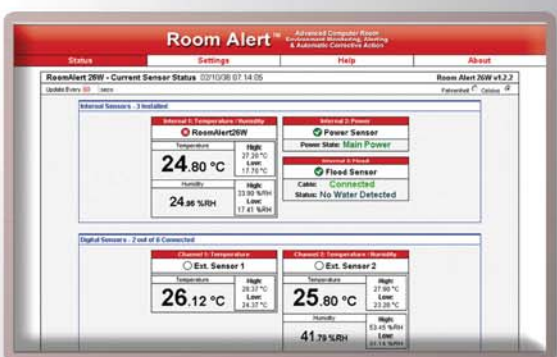 Room Alert™ Advanced Computer Room
Environment Monitoring, Alerting
& Automatic Corrective Action
Status Settings Help About
RoomAlert 26W - Current Sensor Status 02/10/08 07:14:05 Room Alert 26W v1.2.2
Update Every 60 secs Fahrenheit Celsius
Internal Sensors - 3 Installed
Internal 1: Temperature / Humidity
RoomAlert26W
Temperature High:
24.80 °C 27.20 °C
Low:
17.70 °C
Humidity High:
24.96 %RH 33.90 %RH
Low:
17.41 %RH
Internal 2: Power
Power Sensor
Power State: Main Power
Flood
Flood Sensor
Cable: Connected
Status: No Water Detected
Digital Sensors - 2 out of 6 Connected
Channel 1: Temperature
Ext. Sensor 1
Temperature High:
26.12 °C 28.37 °C
Low:
24.37 °C
Channel 2: Temperature / Humidity
Ext. Sensor 2
Temperature High:
25.80 °C 27.90 °C
Low:
23.20 °C
Humidity High:
41.79 %RH 53.45 %RH
Low: